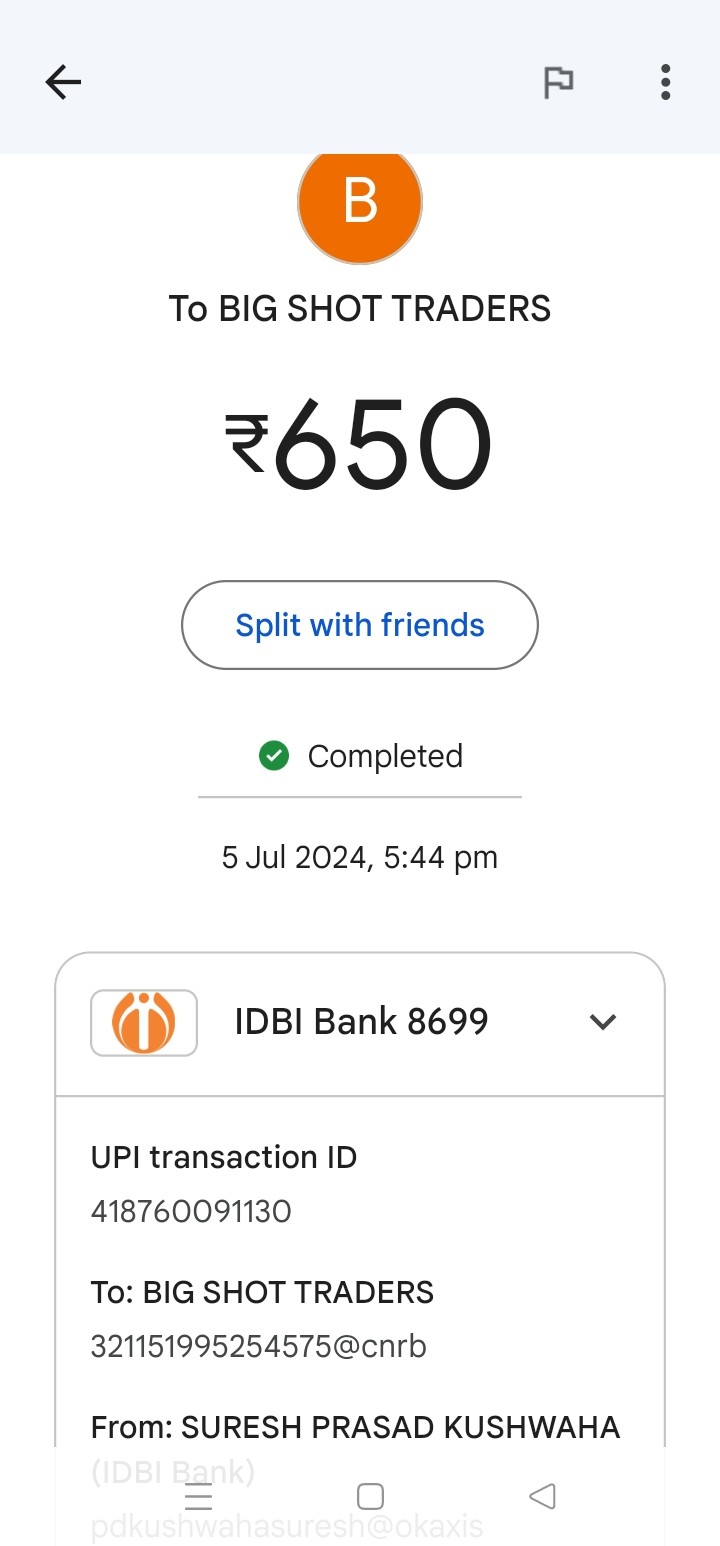 B
To BIG SHOT TRADERS
₹650
Split with friends
Completed
5 Jul 2024, 5:44 pm
IDBI Bank 8699
UPI transaction ID
418760091130
To: BIG SHOT TRADERS
321151995254575@cnrb
From: SURESH PRASAD KUSHWAHA
(IDBI Bank)
pdkushwahasuresh@okaxis